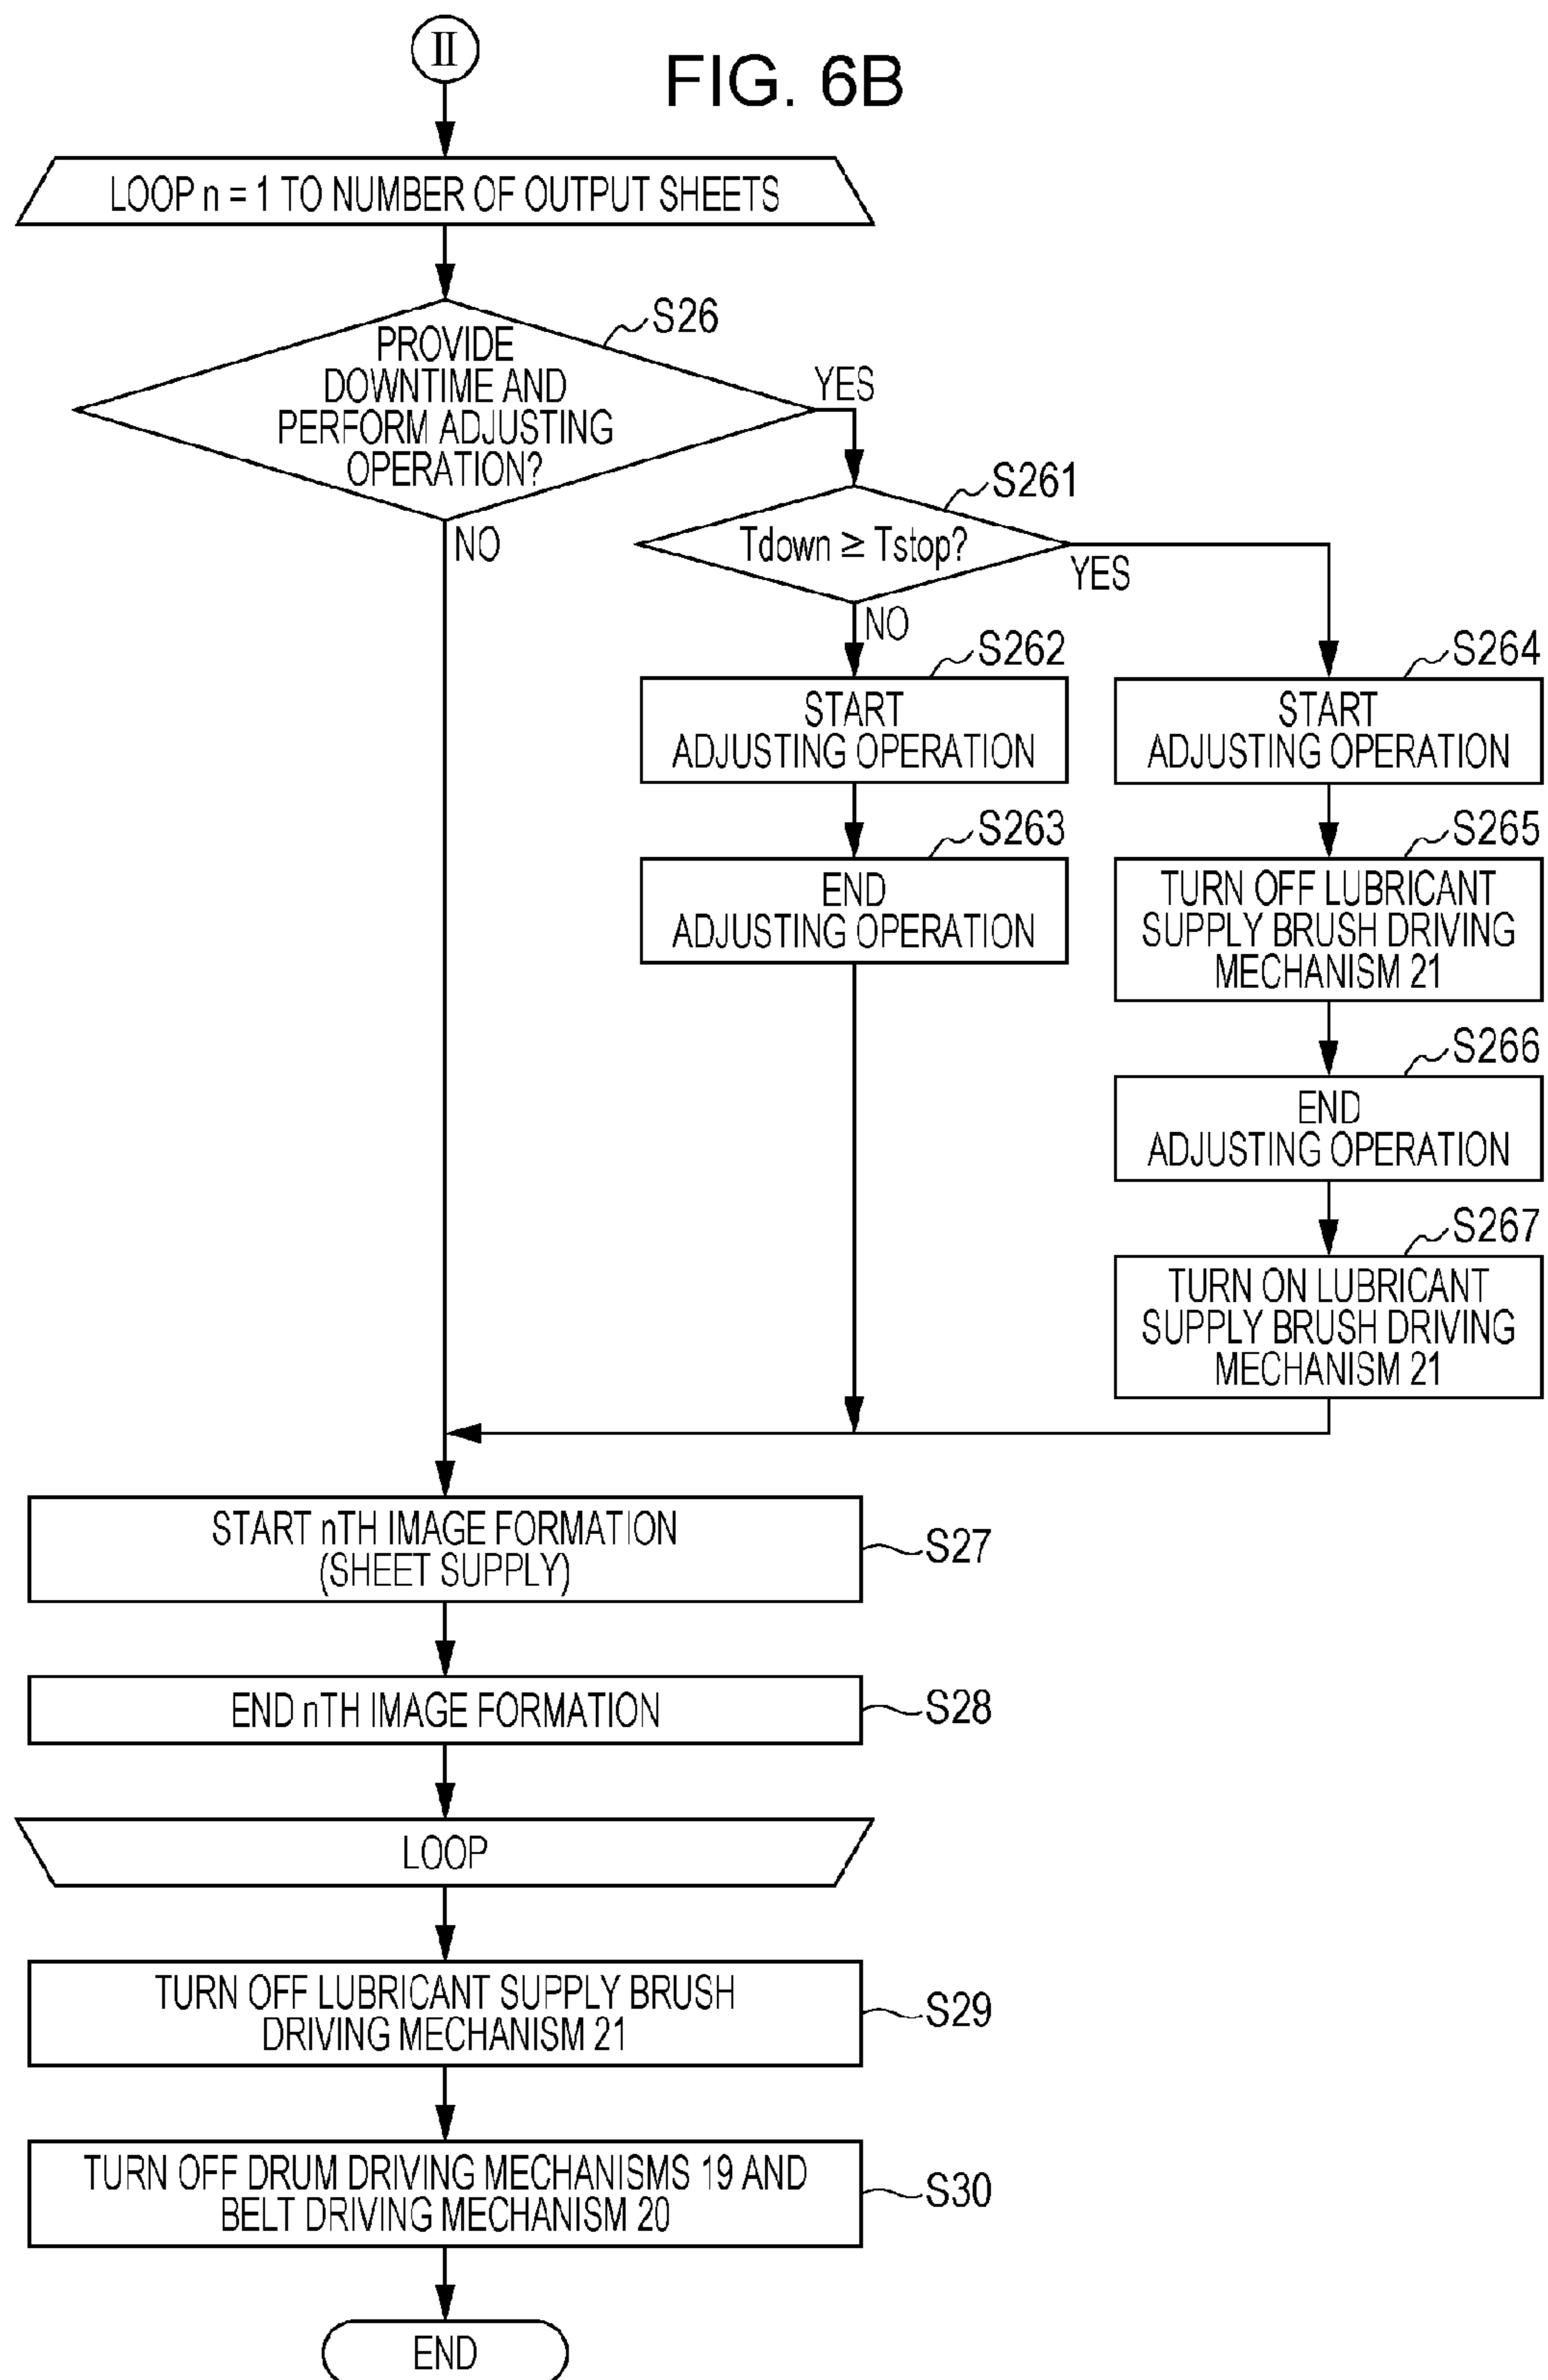 II
FIG. 6B
LOOP n = 1 TO NUMBER OF OUTPUT SHEETS
S26
PROVIDE
DOWNTIME AND
PERFORM ADJUSTING
OPERATION?
YES
NO
S261
Tdown ≥ Tstop?
YES
NO
S262
START
ADJUSTING OPERATION
S263
END
ADJUSTING OPERATION
S264
START
ADJUSTING OPERATION
S265
TURN OFF LUBRICANT
SUPPLY BRUSH DRIVING
MECHANISM 21
S266
END
ADJUSTING OPERATION
S267
TURN ON LUBRICANT
SUPPLY BRUSH DRIVING
MECHANISM 21
START nTH IMAGE FORMATION
(SHEET SUPPLY)
S27
END nTH IMAGE FORMATION
S28
LOOP
TURN OFF LUBRICANT SUPPLY BRUSH
DRIVING MECHANISM 21
S29
TURN OFF DRUM DRIVING MECHANISMS 19 AND
BELT DRIVING MECHANISM 20
S30
END